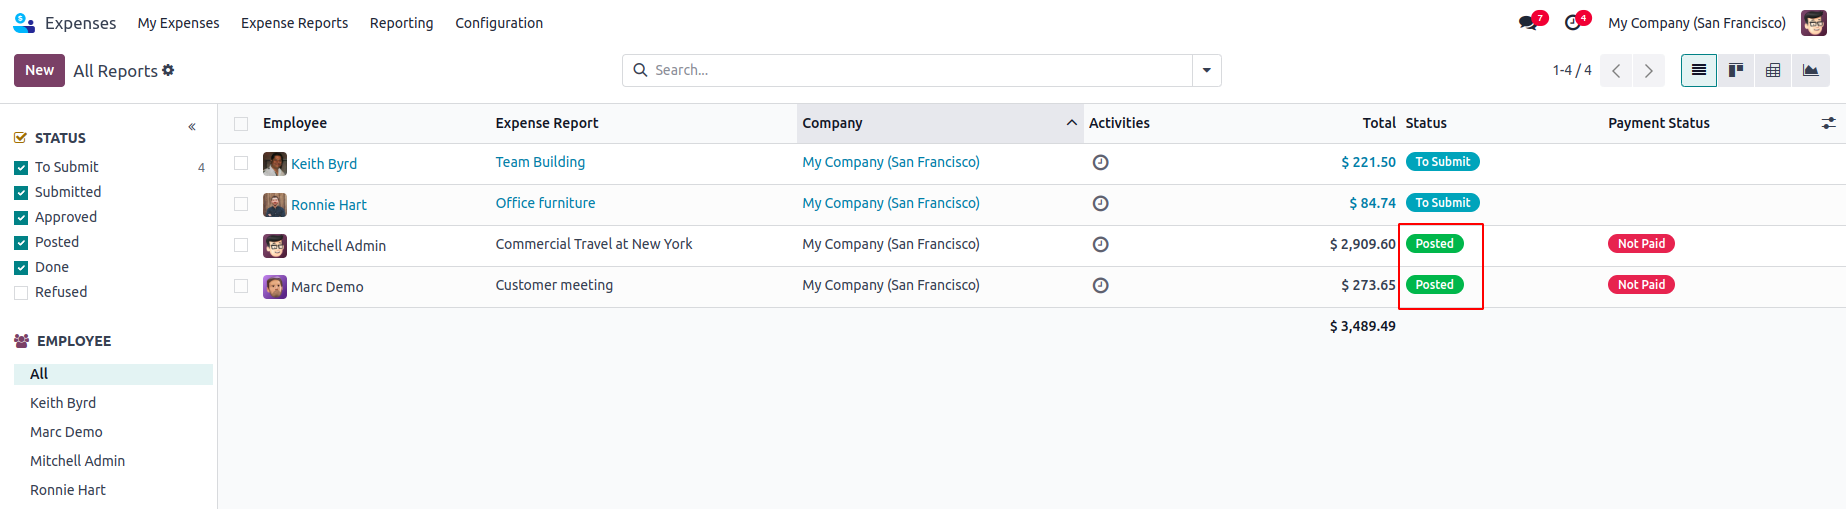 Expenses My Expenses Expense Reports Reporting Configuration 7 4 My Company (San Francisco)
New All Reports Search... 1-4 / 4
STATUS
To Submit 4
Submitted
Approved
Posted
Done
Refused
EMPLOYEE
All
Keith Byrd
Marc Demo
Mitchell Admin
Ronnie Hart
Employee Expense Report Company Activities Total Status Payment Status
Keith Byrd Team Building My Company (San Francisco) $ 221.50 To Submit
Ronnie Hart Office furniture My Company (San Francisco) $ 84.74 To Submit
Mitchell Admin Commercial Travel at New York My Company (San Francisco) $ 2,909.60 Posted Not Paid
Marc Demo Customer meeting My Company (San Francisco) $ 273.65 Posted Not Paid
$ 3,489.49